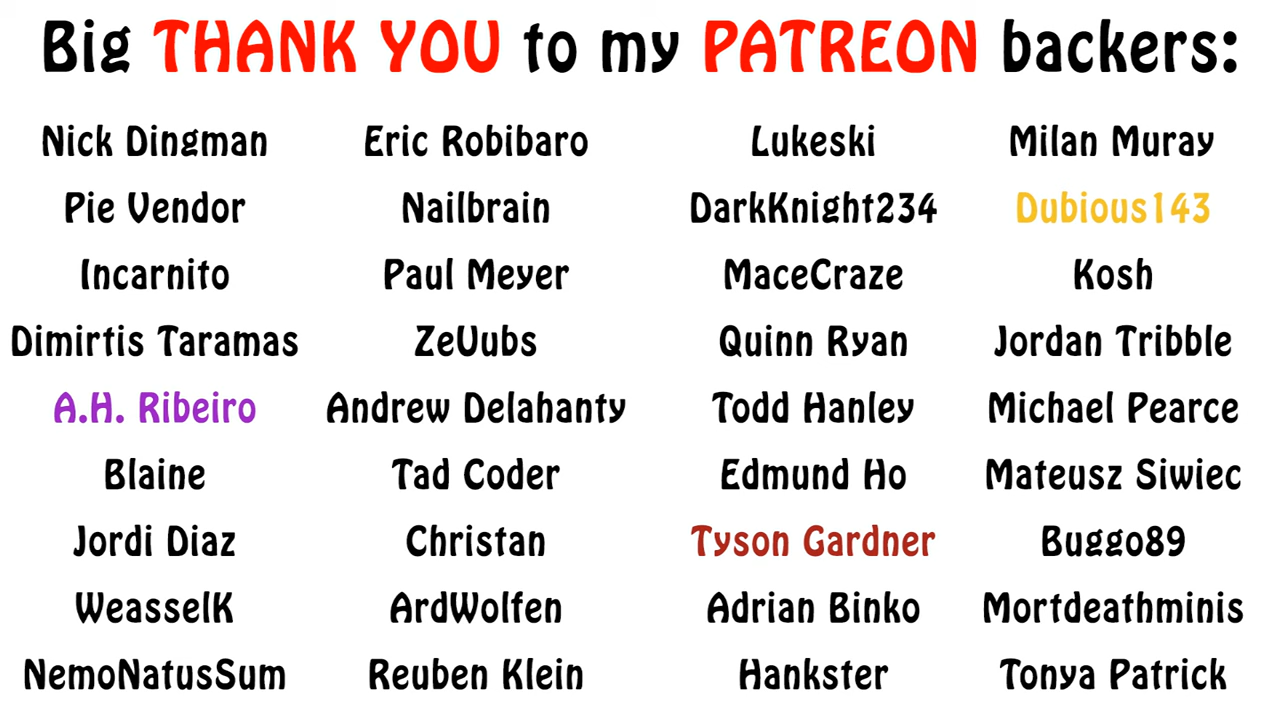 Big THANK YOU to my PATREON backers:
Nick Dingman Eric Robibaro Lukeski Milan Muray
Pie Vendor Nailbrain DarkKnight234 Dubious143
Incarnito Paul Meyer MaceCraze Kosh
Dimirtis Taramas ZeVubs Quinn Ryan Jordan Tribble
A.H. Ribeiro Andrew Delahanty Todd Hanley Michael Pearce
Blaine Tad Coder Edmund Ho Mateusz Siwiec
Jordi Diaz Christan Tyson Gardner Buggo89
WeasselK ArdWolfen Adrian Binko Mortdeathminis
NemoNatusSum Reuben Klein Hankster Tonya Patrick